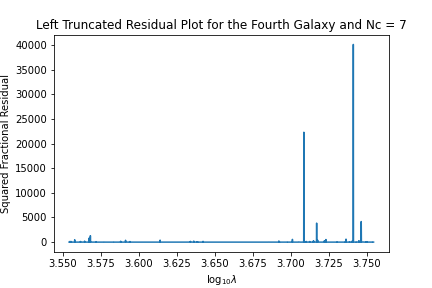 Left Truncated Residual Plot for the Fourth Galaxy and Nc = 7
Squared Fractional Residual
40000
35000
30000
25000
20000
15000
10000
5000
0
3.550 3.575 3.600 3.625 3.650 3.675 3.700 3.725 3.750
log₁₀λ